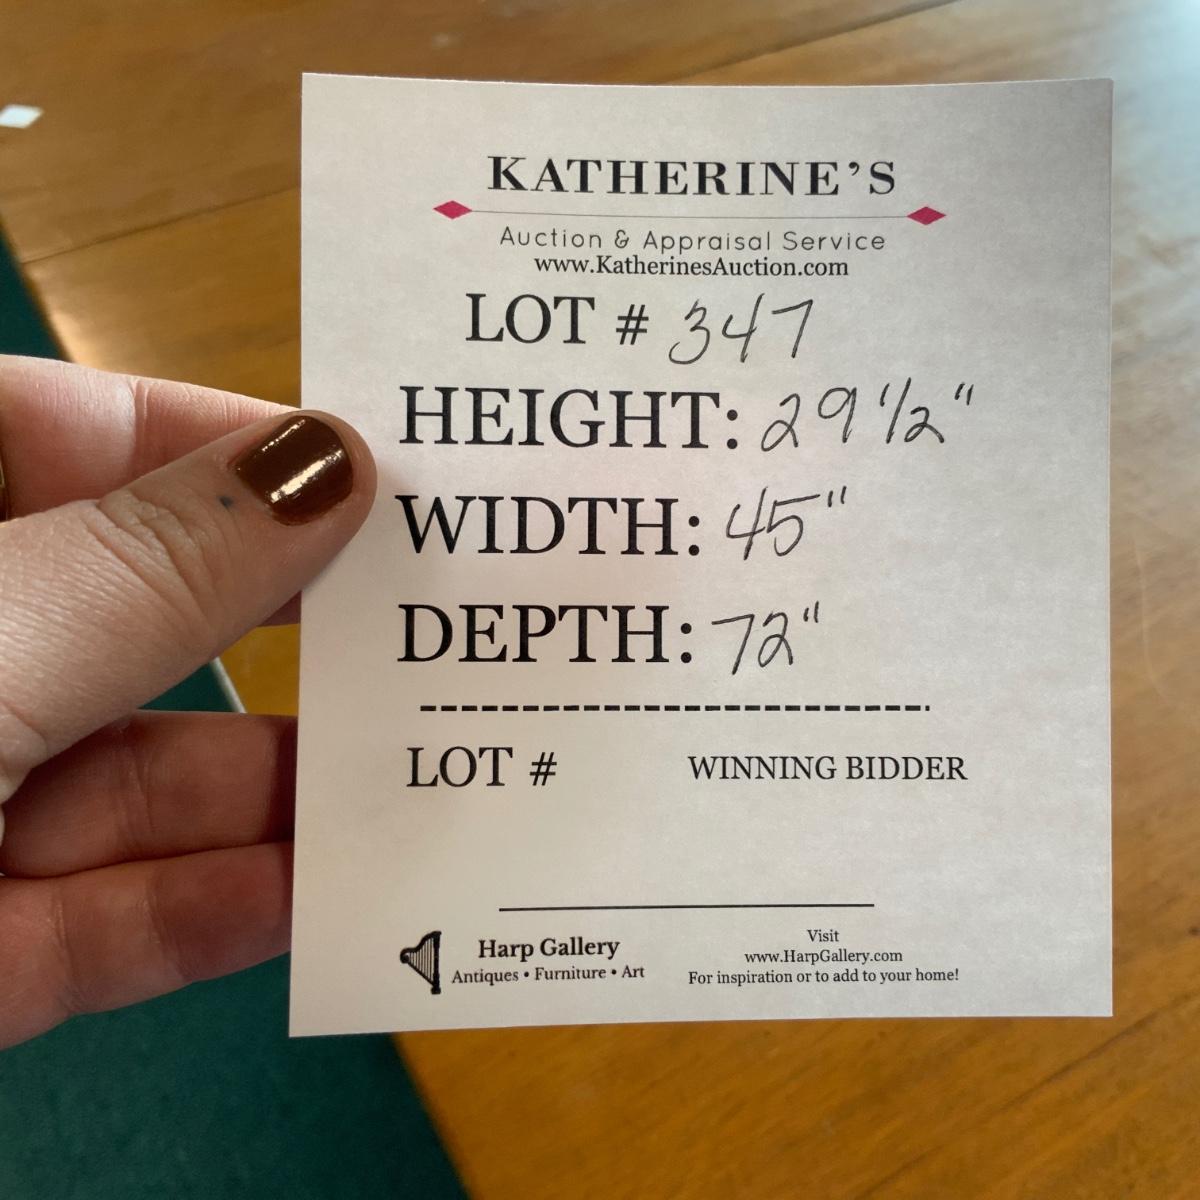 KATHERINE'S
Auction & Appraisal Service
www.KatherinesAuction.com
LOT # 347
HEIGHT: 29 1/2"
WIDTH: 45"
DEPTH: 72"
LOT # WINNING BIDDER
Harp Gallery
Antiques • Furniture • Art
Visit
www.HarpGallery.com
For inspiration or to add to your home!